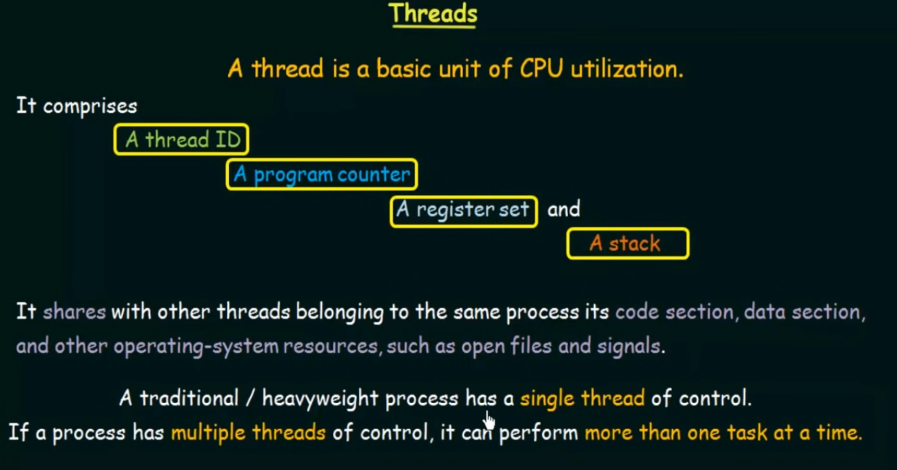 Threads
A thread is a basic unit of CPU utilization.
It comprises
A thread ID
A program counter
A register set and
A stack
It shares with other threads belonging to the same process its code section, data section,
and other operating-system resources, such as open files and signals.
A traditional / heavyweight process has a single thread of control.
If a process has multiple threads of control, it can perform more than one task at a time.